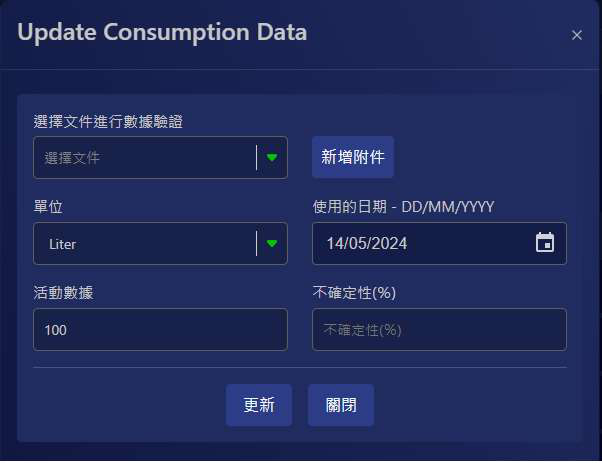 Update Consumption Data
選擇文件進行數據驗證
選擇文件
新增附件
單位
使用的日期 - DD/MM/YYYY
Liter
14/05/2024
活動數據
不確定性(%)
100
不確定性(%)
更新
關閉